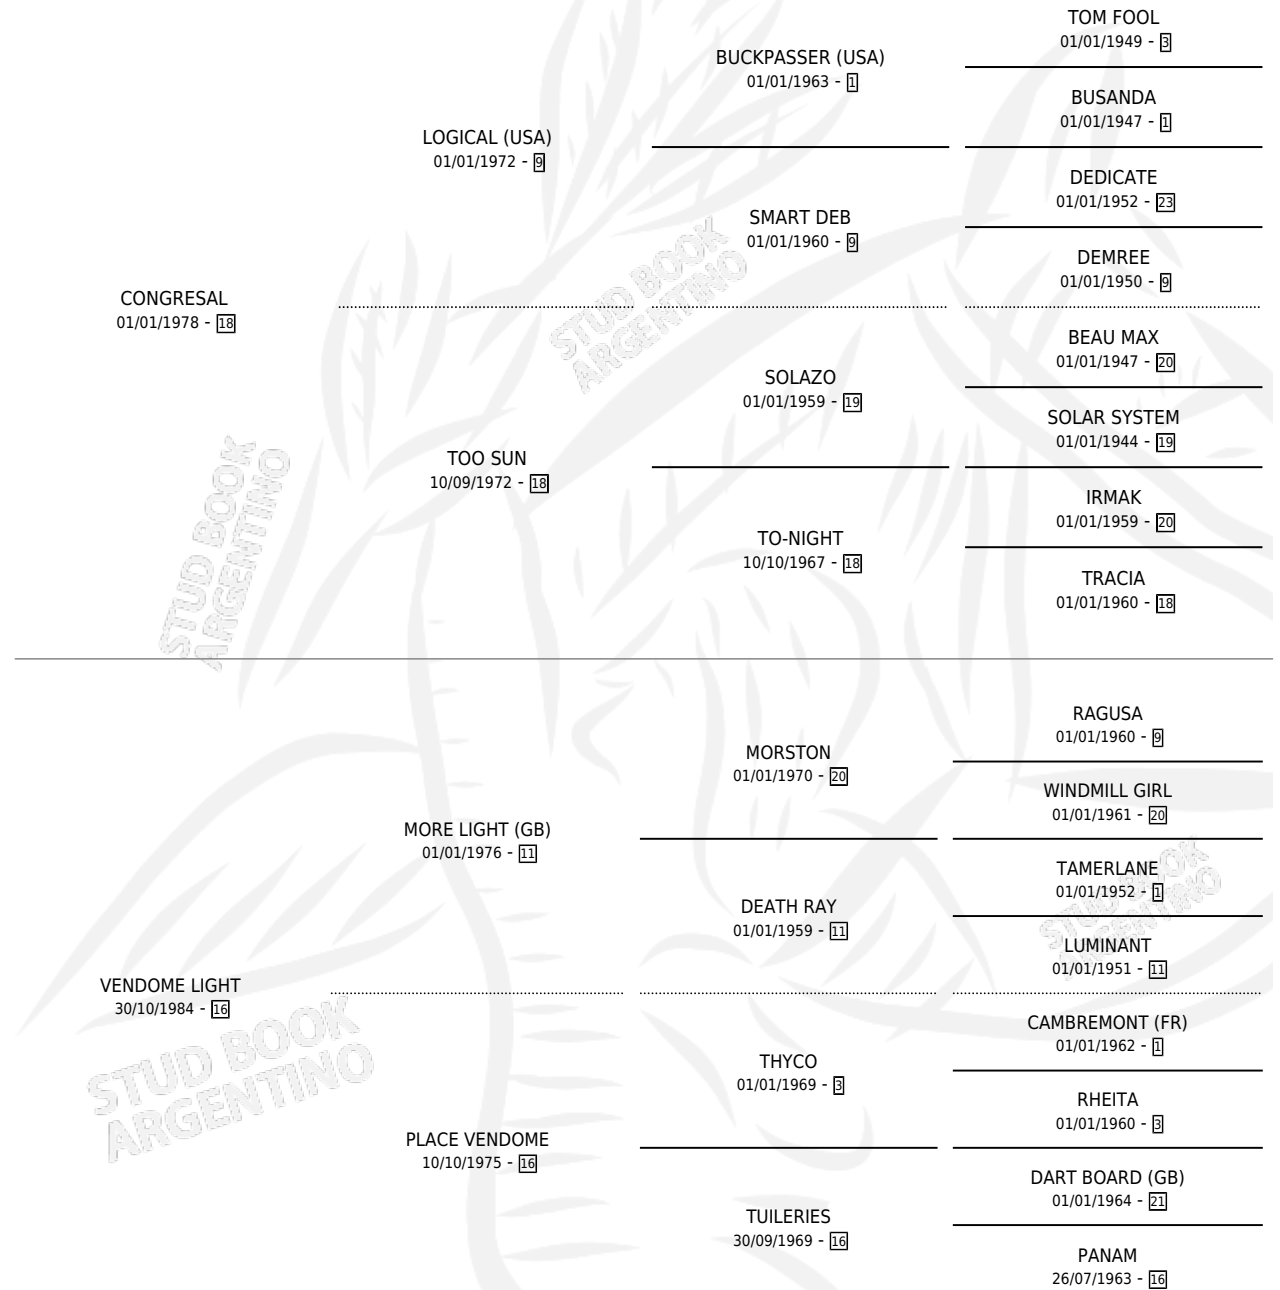 TOM FOOL
01/01/1949 - 3
BUCKPASSER (USA)
01/01/1963 - 1
BUSANDA
01/01/1947 - 1
LOGICAL (USA)
01/01/1972 - 9
DEDICATE
01/01/1952 - 23
SMART DEB
01/01/1960 - 9
DEMREE
01/01/1950 - 9
CONGRESAL
01/01/1978 - 18
BEAU MAX
01/01/1947 - 20
SOLAZO
01/01/1959 - 19
SOLAR SYSTEM
01/01/1944 - 19
TOO SUN
10/09/1972 - 18
IRMAK
01/01/1959 - 20
TO-NIGHT
10/10/1967 - 18
TRACIA
01/01/1960 - 18
RAGUSA
01/01/1960 - 9
MORSTON
01/01/1970 - 20
WINDMILL GIRL
01/01/1961 - 20
MORE LIGHT (GB)
01/01/1976 - 11
TAMERLANE
01/01/1952 - 1
DEATH RAY
01/01/1959 - 11
LUMINANT
01/01/1951 - 11
VENDOME LIGHT
30/10/1984 - 16
CAMBREMONT (FR)
01/01/1962 - 1
THYCO
01/01/1969 - 3
RHEITA
01/01/1960 - 3
PLACE VENDOME
10/10/1975 - 16
DART BOARD (GB)
01/01/1964 - 21
TUILERIES
30/09/1969 - 16
PANAM
26/07/1963 - 16
STUD BOOK
ARGENTINO
STUD BOOK
ARGENTINO
STUD BOOK
ARGENTINO
STUD BOOK
ARGENTINO